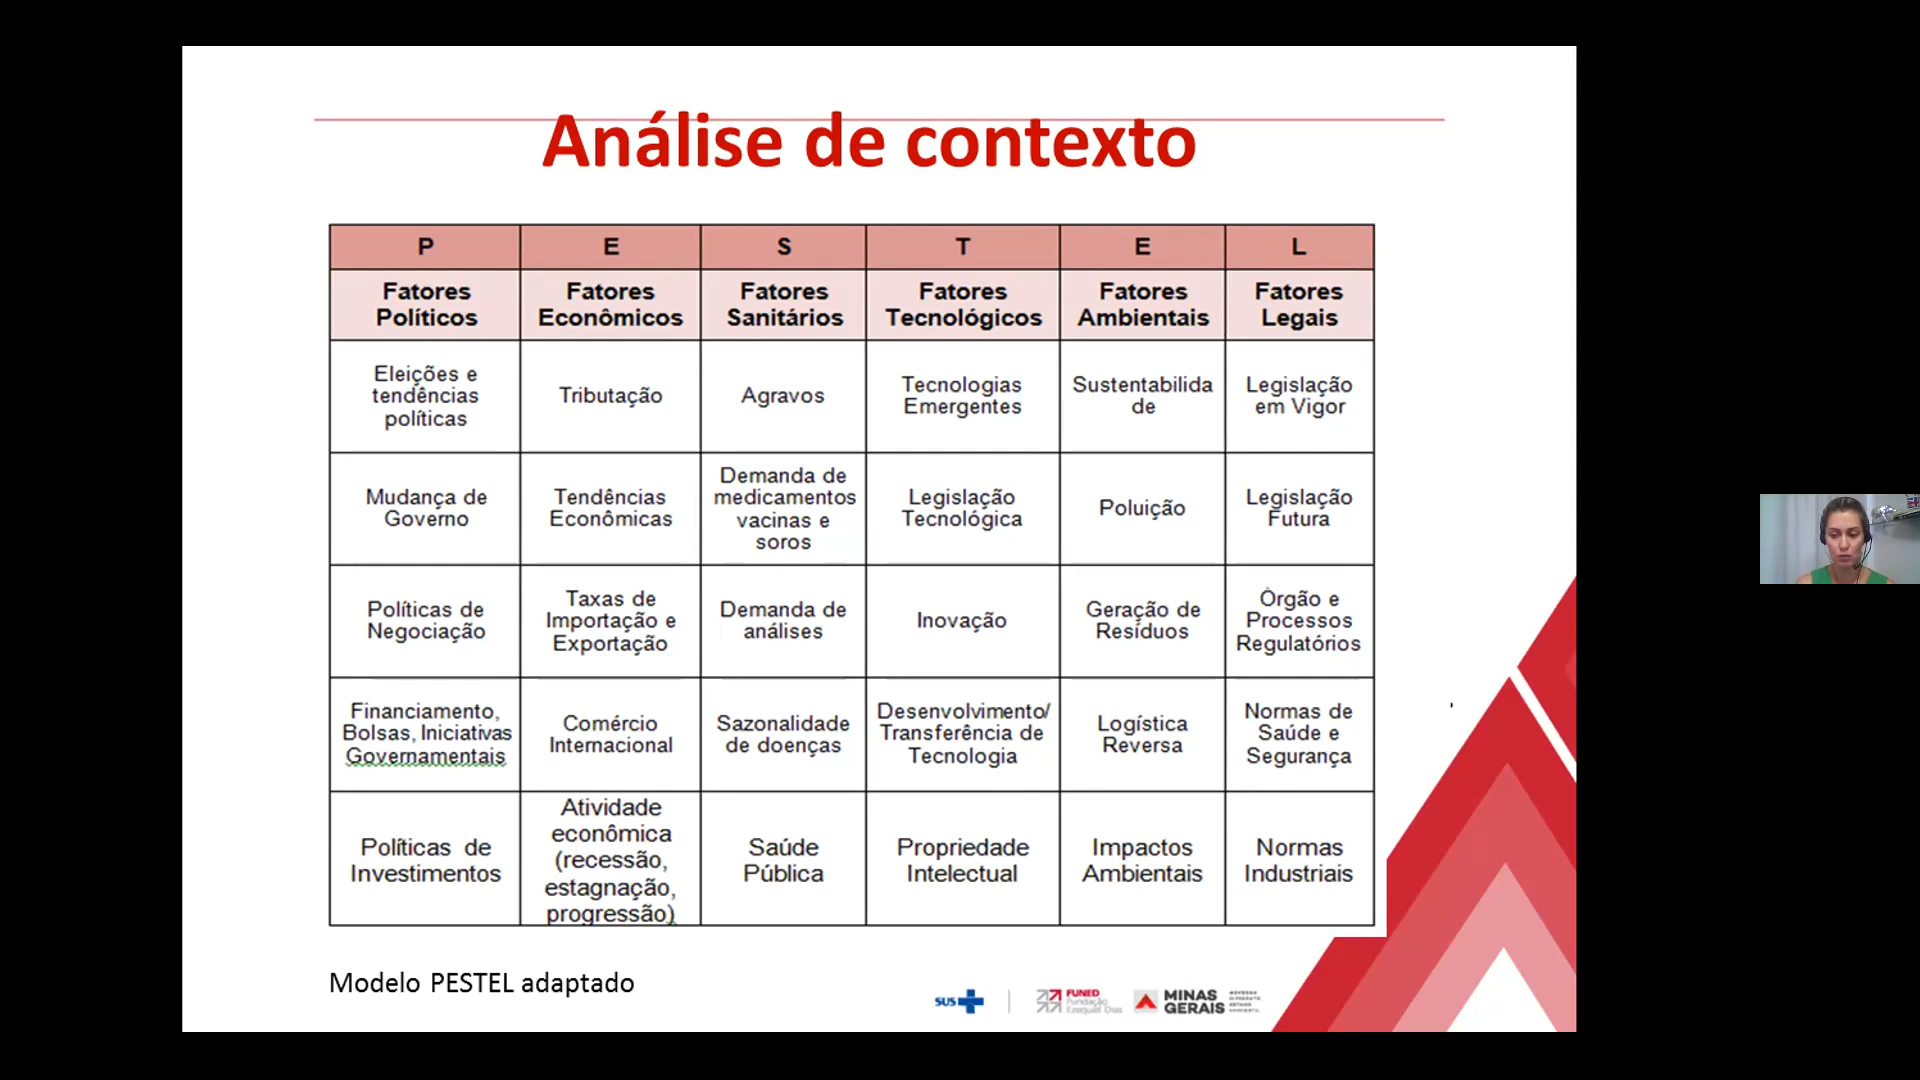 Análise de contexto
P E S T E L
Fatores Políticos
Fatores Econômicos
Fatores Sanitários
Fatores Tecnológicos
Fatores Ambientais
Fatores Legais
Eleições e tendências políticas
Tributação
Agravos
Tecnologias Emergentes
Sustentabilida de
Legislação em Vigor
Mudança de Governo
Tendências Econômicas
Demanda de medicamentos vacinas e soros
Legislação Tecnológica
Poluição
Legislação Futura
Políticas de Negociação
Taxas de Importação e Exportação
Demanda de análises
Inovação
Geração de Resíduos
Órgão e Processos Regulatórios
Financiamento, Bolsas, Iniciativas Governamentais
Comércio Internacional
Sazonalidade de doenças
Desenvolvimento/ Transferência de Tecnologia
Logística Reversa
Normas de Saúde e Segurança
Políticas de Investimentos
Atividade econômica (recessão, estagnação, progressão)
Saúde Pública
Propriedade Intelectual
Impactos Ambientais
Normas Industriais
Modelo PESTEL adaptado
SUS
FUNED
Fundação
Ezequiel Dias
MINAS
GERAIS